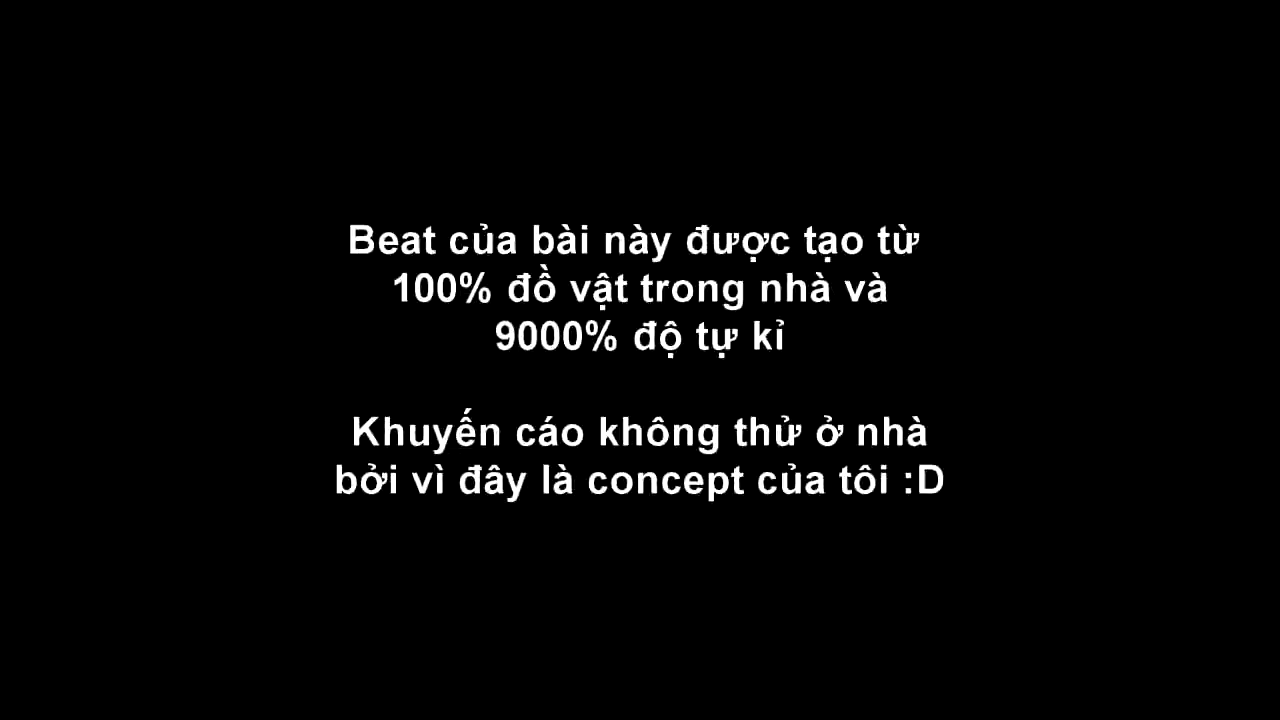 Beat của bài này được tạo từ
100% đồ vật trong nhà và
9000% độ tự kỉ
Khuyến cáo không thử ở nhà
bởi vì đây là concept của tôi :D